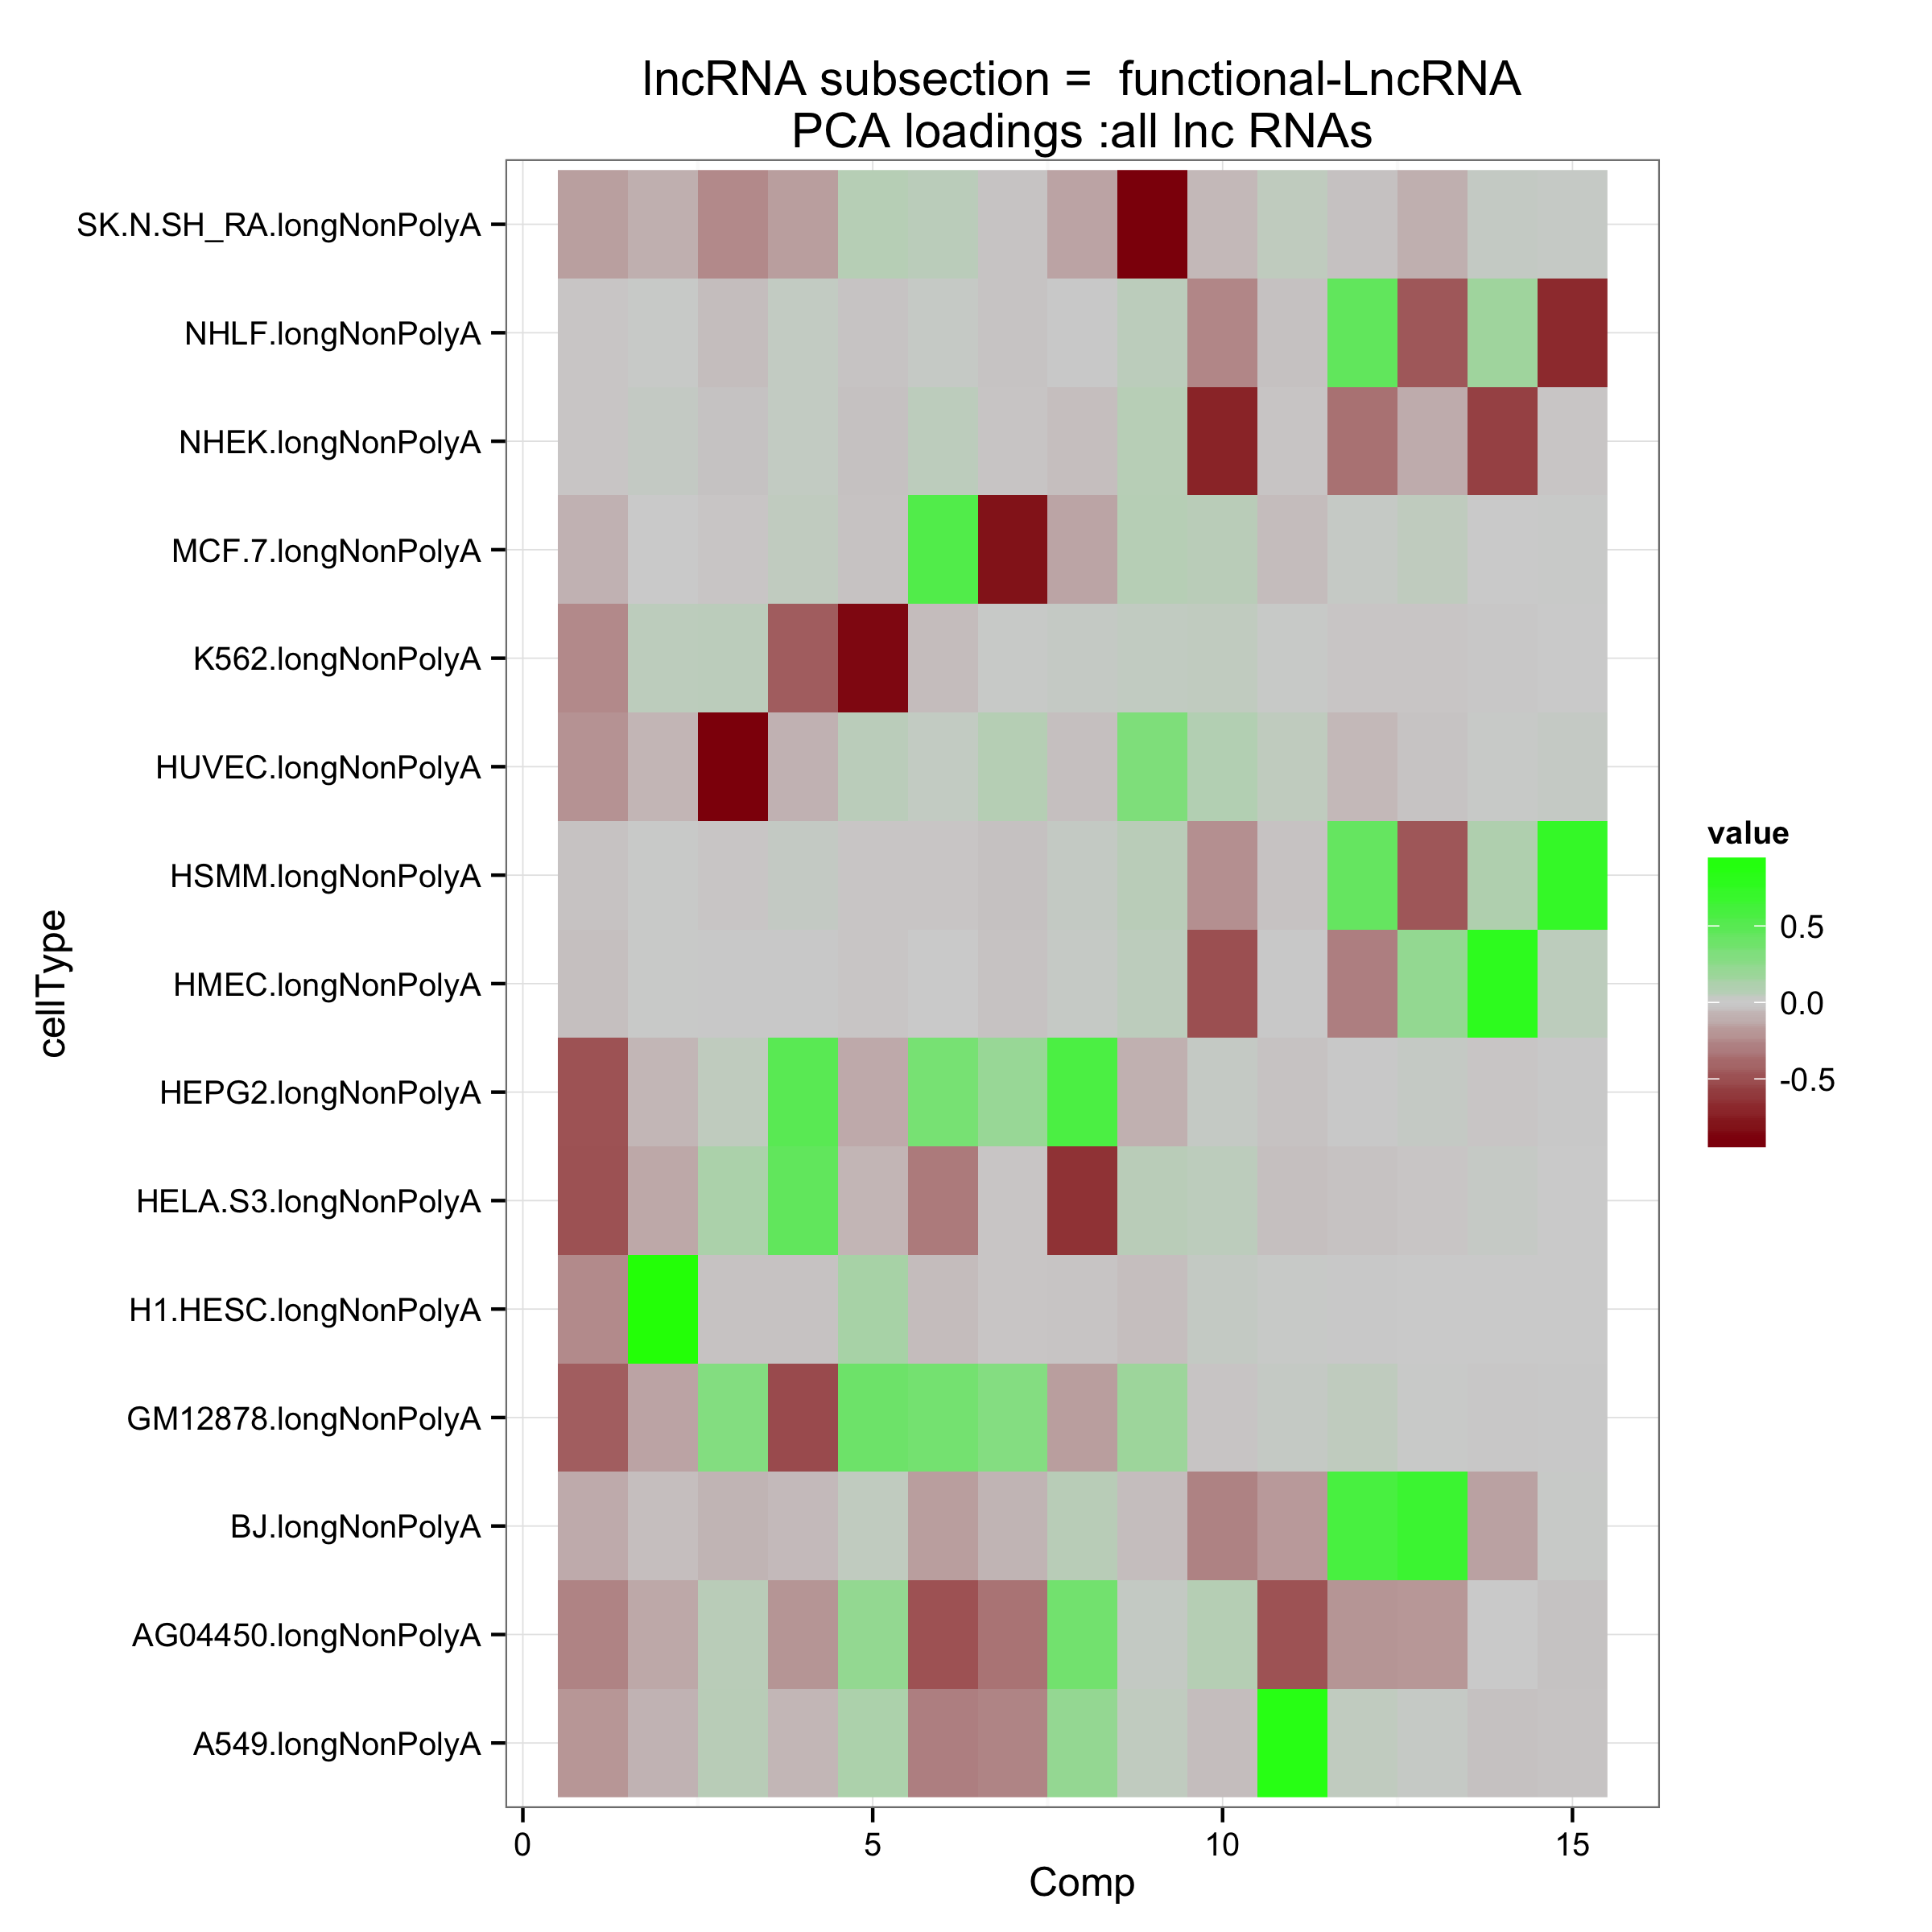 lncRNA subsection =  functional-LncRNA
PCA loadings :all lnc RNAs
cellType
SK.N.SH_RA.longNonPolyA
NHLF.longNonPolyA
NHEK.longNonPolyA
MCF.7.longNonPolyA
K562.longNonPolyA
HUVEC.longNonPolyA
HSMM.longNonPolyA
HMEC.longNonPolyA
HEPG2.longNonPolyA
HELA.S3.longNonPolyA
H1.HESC.longNonPolyA
GM12878.longNonPolyA
BJ.longNonPolyA
AG04450.longNonPolyA
A549.longNonPolyA
0 5 10 15
Comp
value
0.5
0.0
-0.5